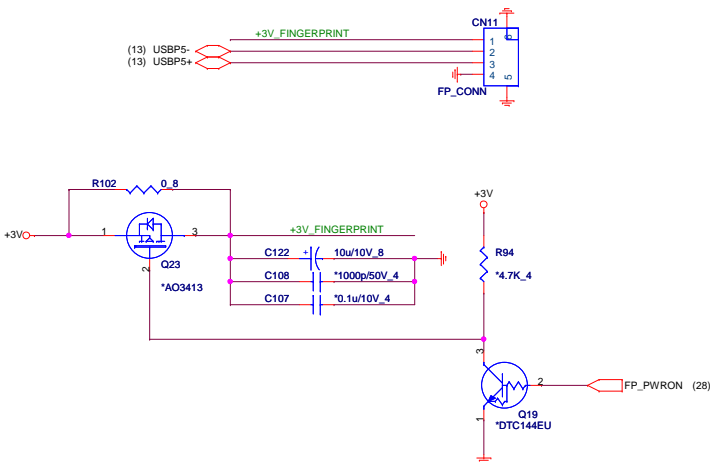 CN11
+3V_FINGERPRINT
1
(13) USBP5-
2
(13) USBP5+
3
4
6
5
FP_CONN
R102
0_8
+3V
+3V
1
3
+3V_FINGERPRINT
C122
+
10u/10V_8
R94
Q23
2
C108
*1000p/50V_4
*4.7K_4
*AO3413
C107
*0.1u/10V_4
3
2
FP_PWRON (28)
Q19
1
*DTC144EU